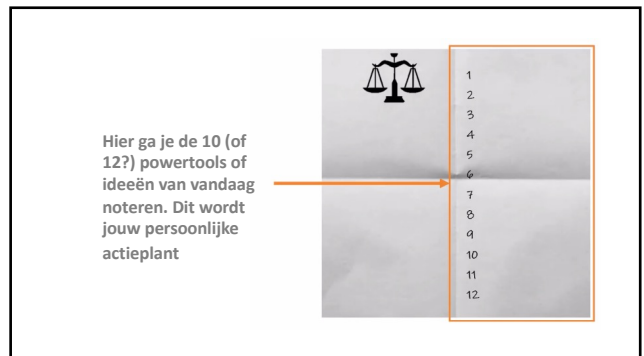 Hier ga je de 10 (of
12?) powertools of
ideeën van vandaag
noteren. Dit wordt
jouw persoonlijke
actieplant
1
2
3
4
5
6
7
8
9
10
11
12